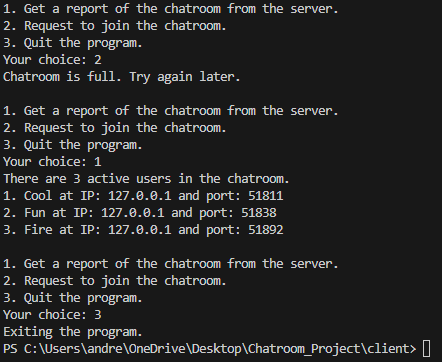 1. Get a report of the chatroom from the server.
2. Request to join the chatroom.
3. Quit the program.
Your choice: 2
Chatroom is full. Try again later.
1. Get a report of the chatroom from the server.
2. Request to join the chatroom.
3. Quit the program.
Your choice: 1
There are 3 active users in the chatroom.
1. Cool at IP: 127.0.0.1 and port: 51811
2. Fun at IP: 127.0.0.1 and port: 51838
3. Fire at IP: 127.0.0.1 and port: 51892
1. Get a report of the chatroom from the server.
2. Request to join the chatroom.
3. Quit the program.
Your choice: 3
Exiting the program.
PS C:\Users\andre\OneDrive\Desktop\Chatroom_Project\client>